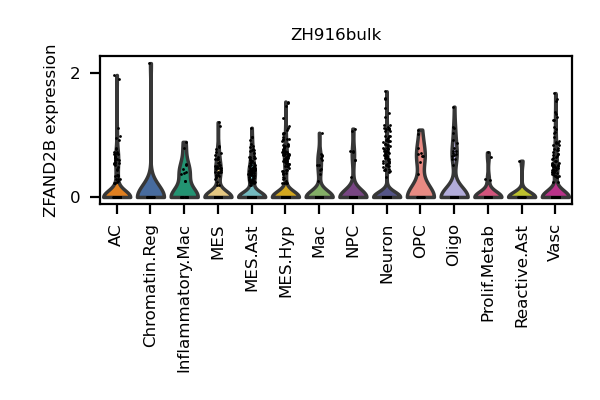 ZH916bulk
ZFAND2B expression
2
0
AC
Chromatin.Reg
Inflammatory.Mac
MES
MES.Ast
MES.Hyp
Mac
NPC
Neuron
OPC
Oligo
Prolif.Metab
Reactive.Ast
Vasc